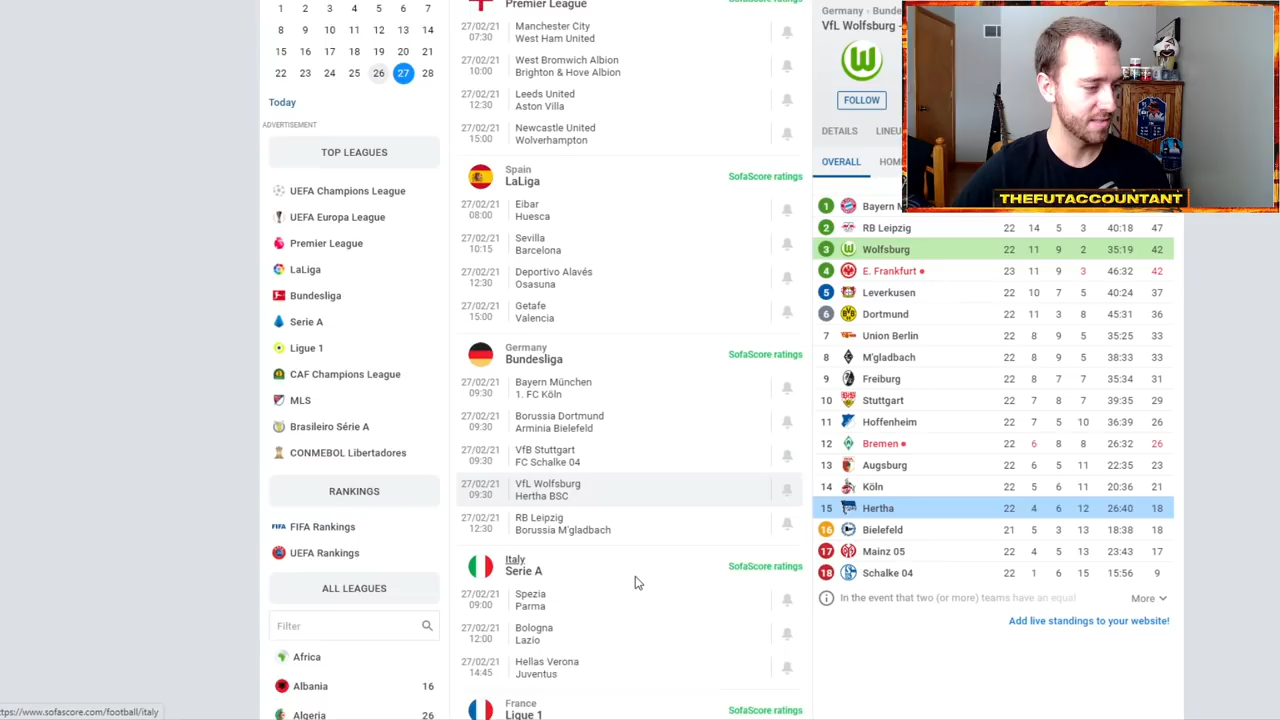 1 2 3 4 5 6 7
8 9 10 11 12 13 14
15 16 17 18 19 20 21
22 23 24 25 26 27 28
Today
ADVERTISEMENT
TOP LEAGUES
UEFA Champions League
UEFA Europa League
Premier League
LaLiga
Bundesliga
Serie A
Ligue 1
CAF Champions League
MLS
Brasileiro Série A
CONMEBOL Libertadores
RANKINGS
FIFA FIFA Rankings
UEFA Rankings
ALL LEAGUES
Filter
Africa
Albania 16
Algeria 26
ttps://www.sofascore.com/football/italy
Premier League SofaScore ratings
27/02/21 Manchester City
07:30 West Ham United
27/02/21 West Bromwich Albion
10:00 Brighton & Hove Albion
27/02/21 Leeds United
12:30 Aston Villa
27/02/21 Newcastle United
15:00 Wolverhampton
Spain
LaLiga SofaScore ratings
27/02/21 Eibar
08:00 Huesca
27/02/21 Sevilla
10:15 Barcelona
27/02/21 Deportivo Alavés
12:30 Osasuna
27/02/21 Getafe
15:00 Valencia
Germany
Bundesliga SofaScore ratings
27/02/21 Bayern München
09:30 1. FC Köln
27/02/21 Borussia Dortmund
09:30 Arminia Bielefeld
27/02/21 VfB Stuttgart
09:30 FC Schalke 04
27/02/21 VfL Wolfsburg
09:30 Hertha BSC
27/02/21 RB Leipzig
12:30 Borussia M'gladbach
Italy
Serie A SofaScore ratings
27/02/21 Spezia
09:00 Parma
27/02/21 Bologna
12:00 Lazio
27/02/21 Hellas Verona
14:45 Juventus
France
Ligue 1 SofaScore ratings
Germany › Bunde
VfL Wolfsburg -
FOLLOW
DETAILS LINEU
OVERALL HOM
THEFUTACCOUNTANT
1 Bayern M
2 RB Leipzig 22 14 5 3 40:18 47
3 Wolfsburg 22 11 9 2 35:19 42
4 E. Frankfurt 23 11 9 3 46:32 42
5 Leverkusen 22 10 7 5 40:24 37
6 Dortmund 22 11 3 8 45:31 36
7 Union Berlin 22 8 9 5 35:25 33
8 M'gladbach 22 8 9 5 38:33 33
9 Freiburg 22 8 7 7 35:34 31
10 Stuttgart 22 7 8 7 39:35 29
11 Hoffenheim 22 7 5 10 36:39 26
12 Bremen 22 6 8 8 26:32 26
13 Augsburg 22 6 5 11 22:35 23
14 Köln 22 5 6 11 20:36 21
15 Hertha 22 4 6 12 26:40 18
16 Bielefeld 21 5 3 13 18:38 18
17 Mainz 05 22 4 5 13 23:43 17
18 Schalke 04 22 1 6 15 15:56 9
In the event that two (or more) teams have an equal More
Add live standings to your website!